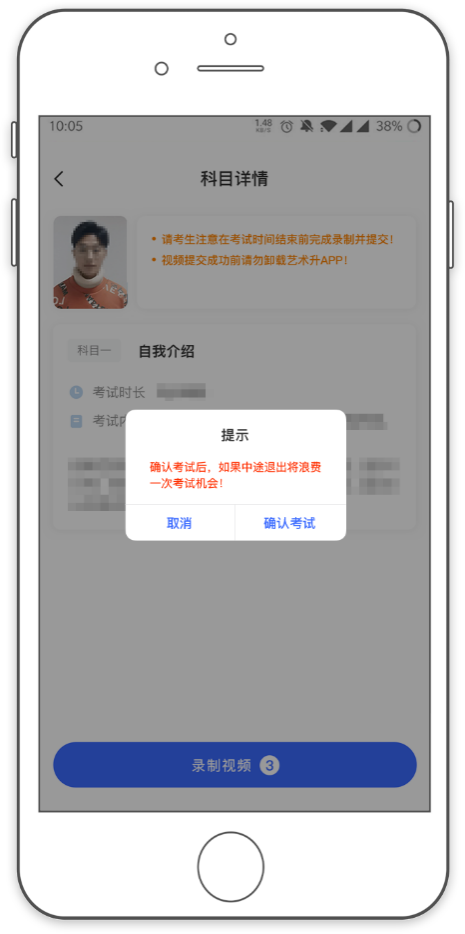 10:05
1.48
KB/S
38%
科目详情
• 请考生注意在考试时间结束前完成录制并提交！
• 视频提交成功前请勿卸载艺术升APP！
科目一
自我介绍
考试时长
考试内
提示
确认考试后，如果中途退出将浪费
一次考试机会！
取消
确认考试
录制视频 3